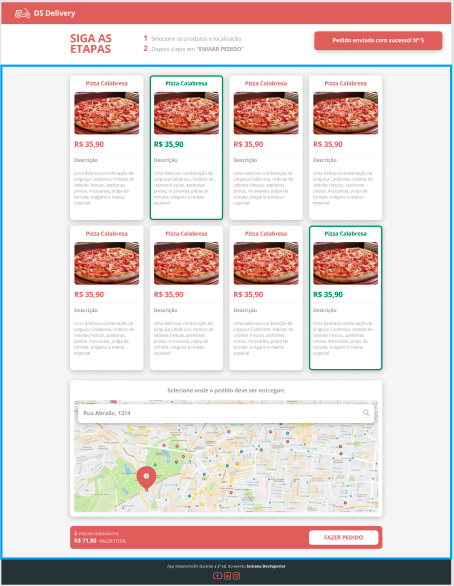 DS Delivery
SIGA AS
ETAPAS
1 Selecione os produtos e localização.
2 Depois clique em "ENVIAR PEDIDO"
Pedido enviado com sucesso! Nº 5
Pizza Calabresa
R$ 35,90
Descrição
Uma deliciosa combinação de
Linguiça Calabresa, rodelas de
cebolas frescas, azeitonas
pretas, mussarela, polpa de
tomate, orégano e massa
especial.
Pizza Calabresa
R$ 35,90
Descrição
Uma deliciosa combinação de
Linguiça Calabresa, rodelas de
cebolas frescas, azeitonas
pretas, mussarela, polpa de
tomate, orégano e massa
especial.
Pizza Calabresa
R$ 35,90
Descrição
Uma deliciosa combinação de
Linguiça Calabresa, rodelas de
cebolas frescas, azeitonas
pretas, mussarela, polpa de
tomate, orégano e massa
especial.
Pizza Calabresa
R$ 35,90
Descrição
Uma deliciosa combinação de
Linguiça Calabresa, rodelas de
cebolas frescas, azeitonas
pretas, mussarela, polpa de
tomate, orégano e massa
especial.
Pizza Calabresa
R$ 35,90
Descrição
Uma deliciosa combinação de
Linguiça Calabresa, rodelas de
cebolas frescas, azeitonas
pretas, mussarela, polpa de
tomate, orégano e massa
especial.
Pizza Calabresa
R$ 35,90
Descrição
Uma deliciosa combinação de
Linguiça Calabresa, rodelas de
cebolas frescas, azeitonas
pretas, mussarela, polpa de
tomate, orégano e massa
especial.
Pizza Calabresa
R$ 35,90
Descrição
Uma deliciosa combinação de
Linguiça Calabresa, rodelas de
cebolas frescas, azeitonas
pretas, mussarela, polpa de
tomate, orégano e massa
especial.
Pizza Calabresa
R$ 35,90
Descrição
Uma deliciosa combinação de
Linguiça Calabresa, rodelas de
cebolas frescas, azeitonas
pretas, mussarela, polpa de
tomate, orégano e massa
especial.
Selecione onde o pedido deve ser entregue:
Rua Abraão, 1314
2 PEDIDOS SELECIONADOS
R$ 71,80 VALOR TOTAL
FAZER PEDIDO
App desenvolvido durante a 2ª ed. do evento Semana DevSuperior